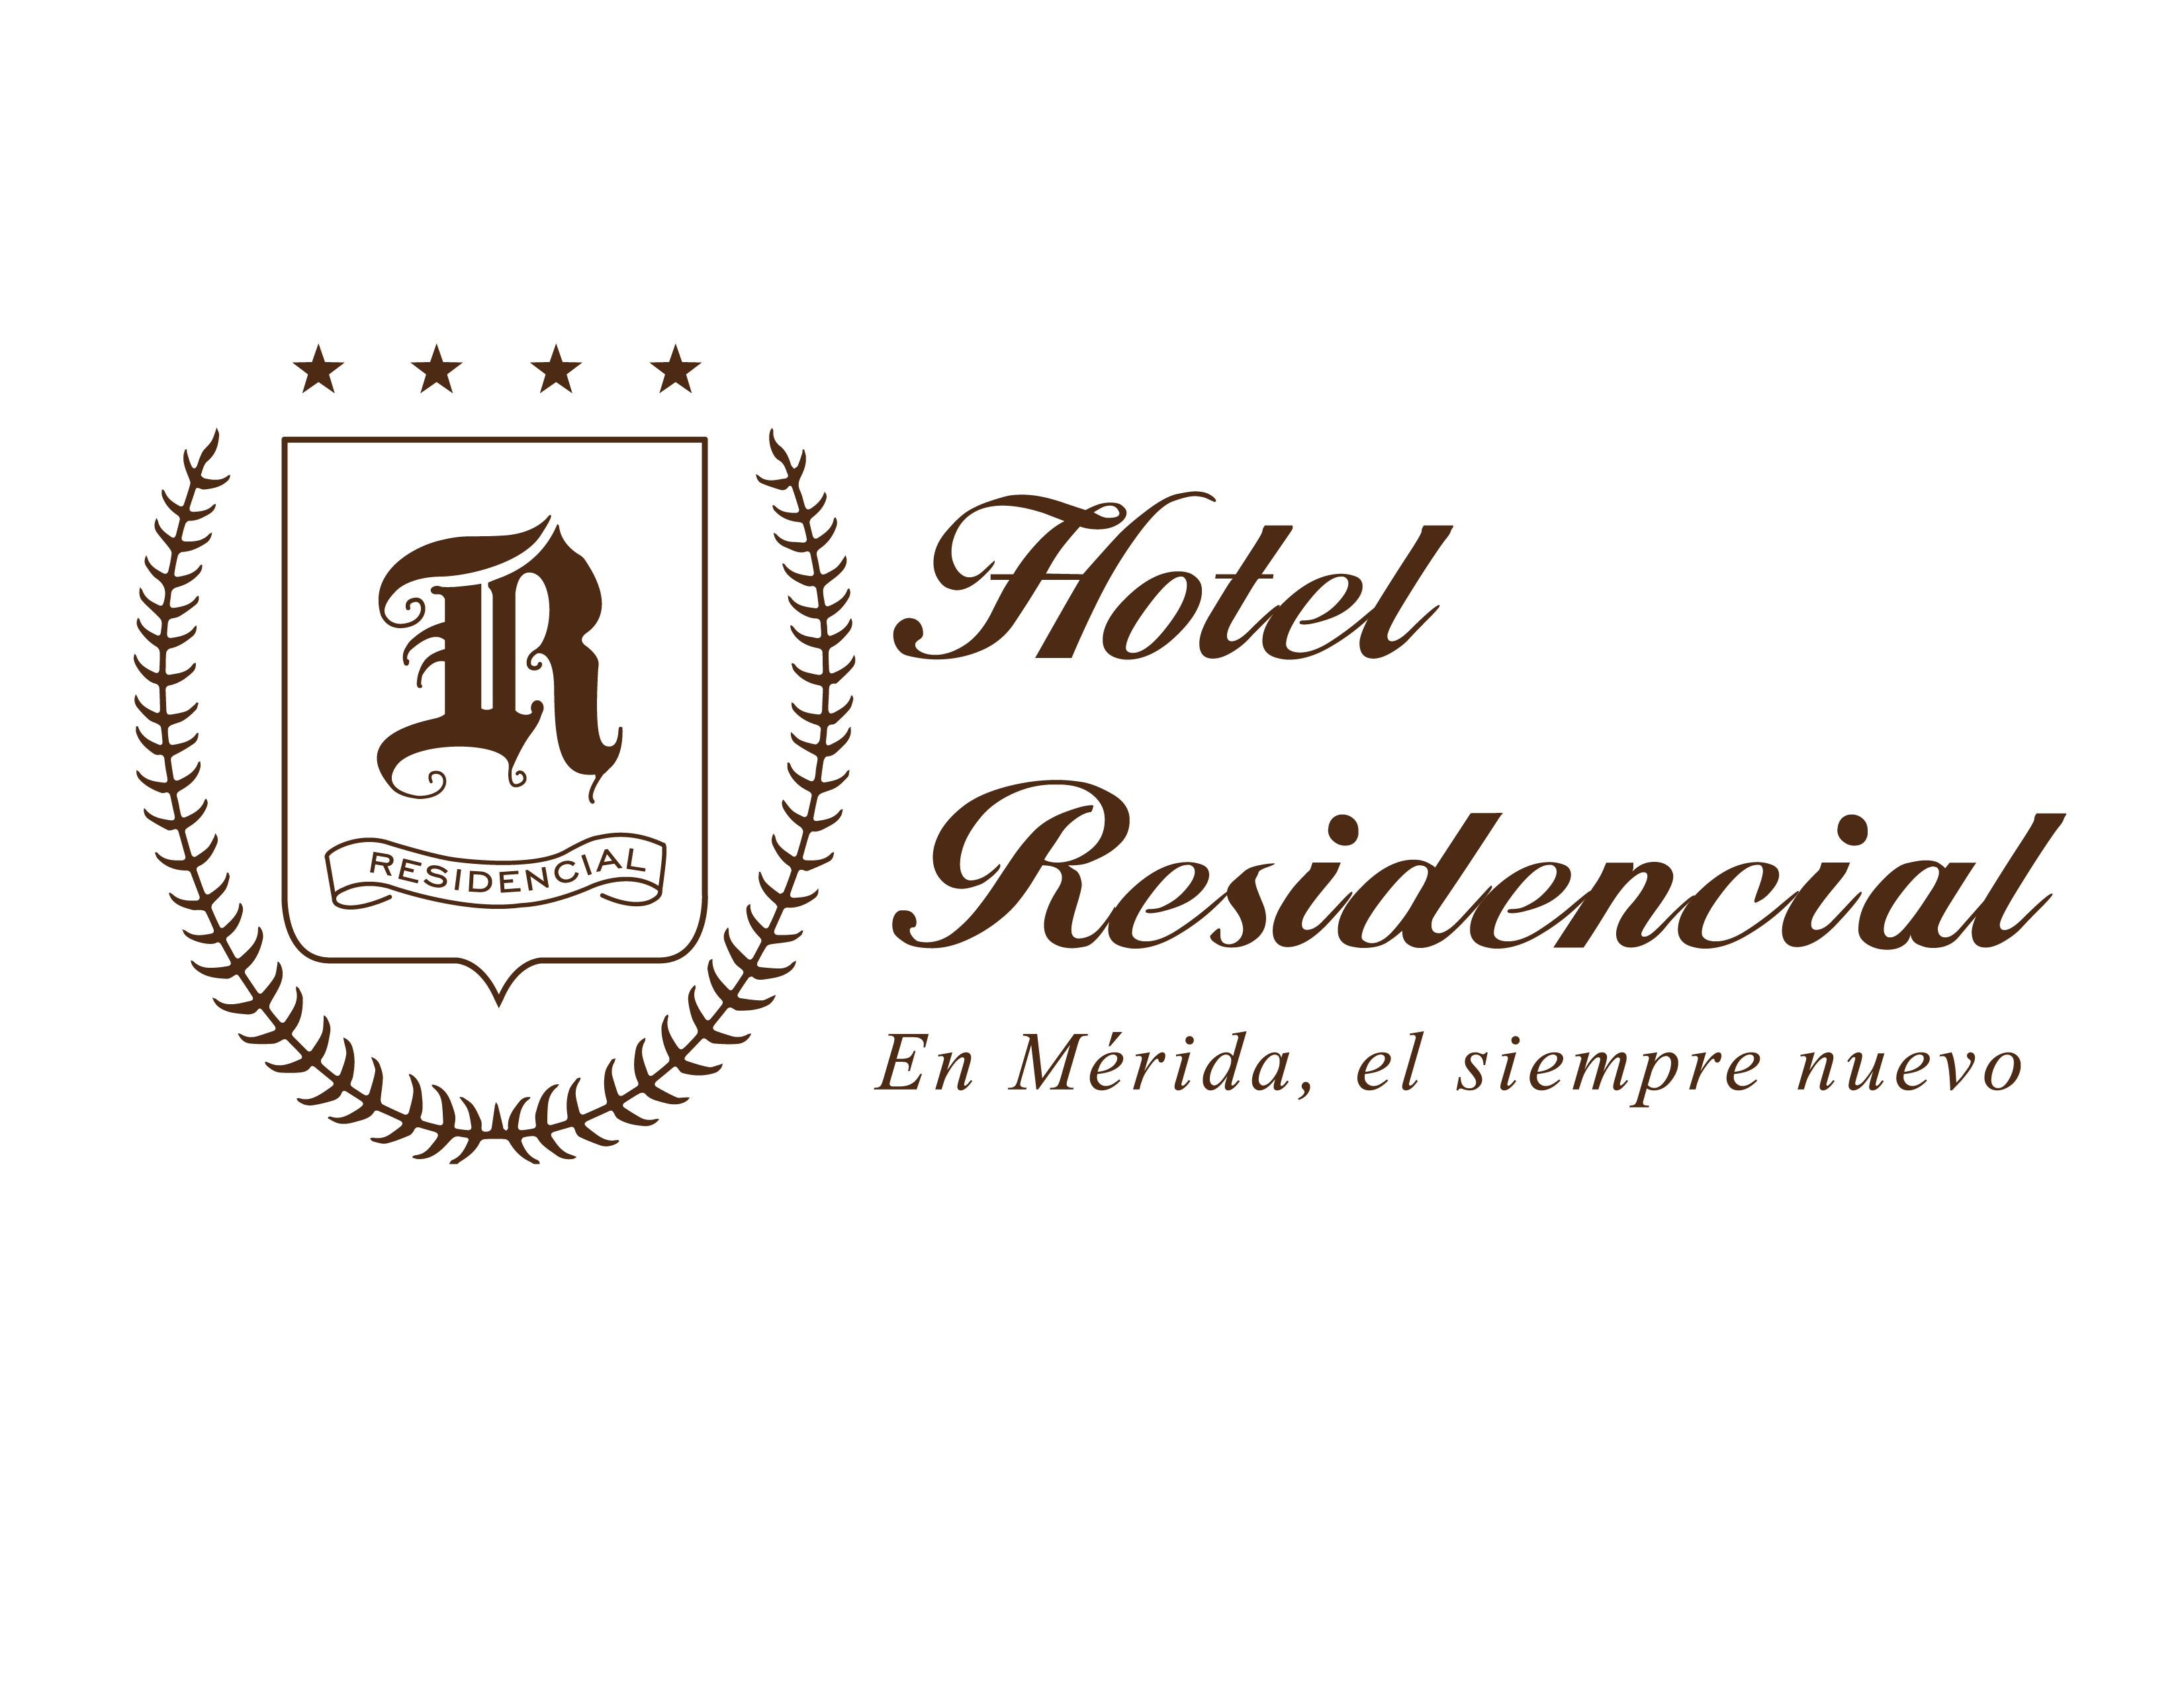 R
RESIDENCIAL
Hotel
Residencial
En Mérida, el siempre nuevo